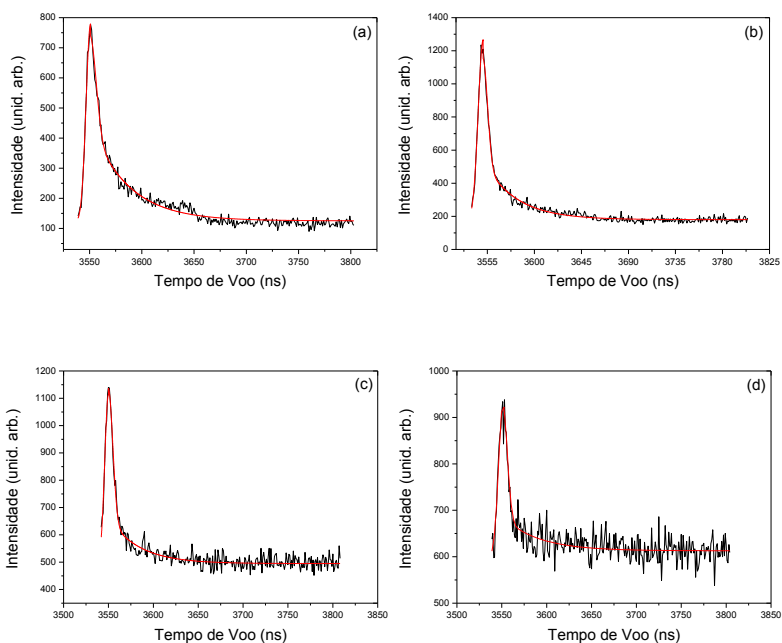 (a)
Intensidade (unid. arb.)
800
700
600
500
400
300
200
100
3550 3600 3650 3700 3750 3800
Tempo de Voo (ns)
(b)
Intensidade (unid. arb.)
1400
1200
1000
800
600
400
200
0
3555 3600 3645 3690 3735 3780 3825
Tempo de Voo (ns)
(c)
Intensidade (unid. arb.)
1200
1100
1000
900
800
700
600
500
400
3500 3550 3600 3650 3700 3750 3800 3850
Tempo de Voo (ns)
(d)
Intensidade (unid. arb.)
1000
900
800
700
600
500
3500 3550 3600 3650 3700 3750 3800 3850
Tempo de Voo (ns)